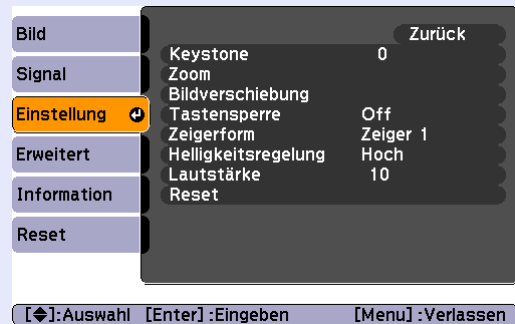 Bild
Signal
Einstellung
Erweitert
Information
Reset
Zurück
Keystone 0
Zoom
Bildverschiebung
Tastensperre Off
Zeigerform Zeiger 1
Helligkeitsregelung Hoch
Lautstärke 10
Reset
[◆]:Auswahl [Enter]:Eingeben [Menu]:Verlassen